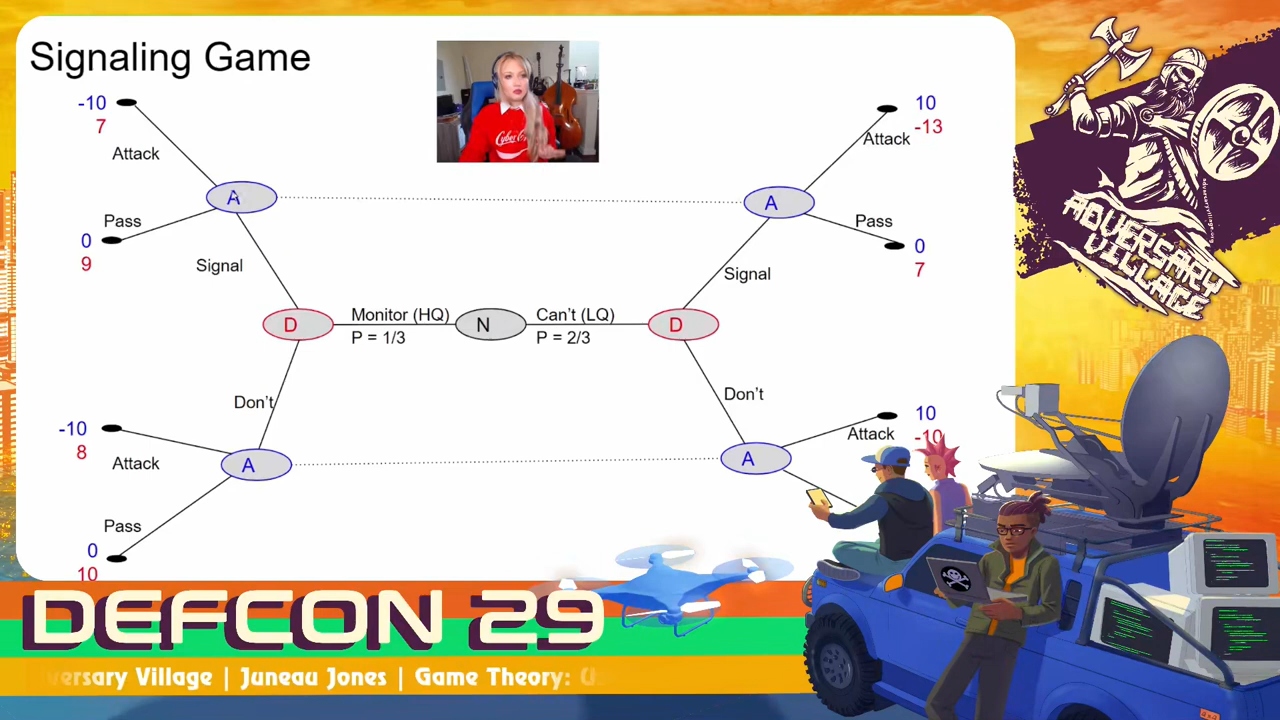 Signaling Game
-10
7
Attack
A
Pass
0
9
Signal
10
-13
Attack
A
Pass
0
7
Signal
D
Monitor (HQ)
P = 1/3
N
Can't (LQ)
P = 2/3
D
Don't
-10
8
Attack
A
Pass
0
10
Don't
10
-10
Attack
A
ADVERSARY
VILLAGE
DEFCON 29
versary Village | Juneau Jones | Game Theory: U